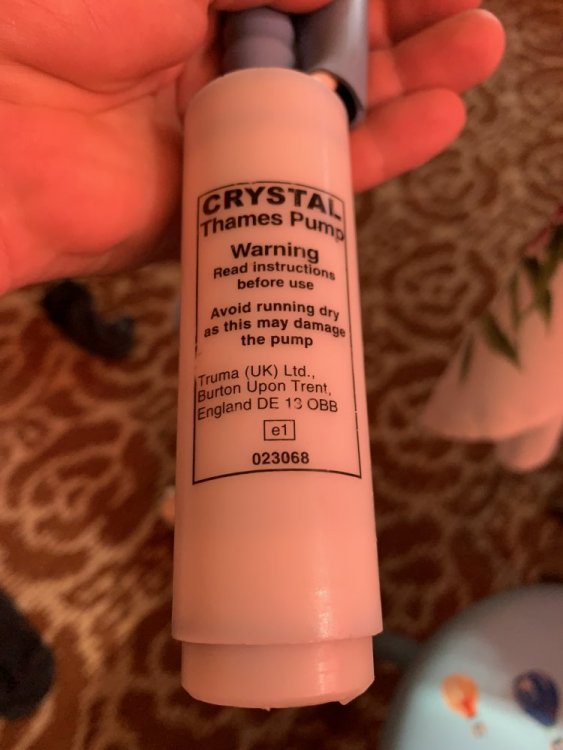 CRYSTAL
Thames Pump
Warning
Read instructions
before use
Avoid running dry
as this may damage
the pump
Truma (UK) Ltd.,
Burton Upon Trent,
England DE 13 OBB
e1
023068